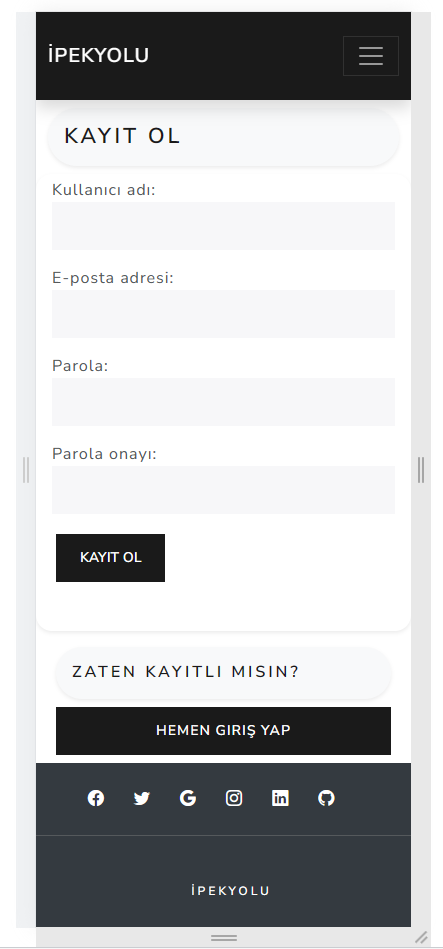 İPEKYOLU
KAYIT OL
Kullanıcı adı:
E-posta adresi:
Parola:
Parola onayı:
KAYIT OL
ZATEN KAYITLI MISIN?
HEMEN GIRIŞ YAP
İPEKYOLU